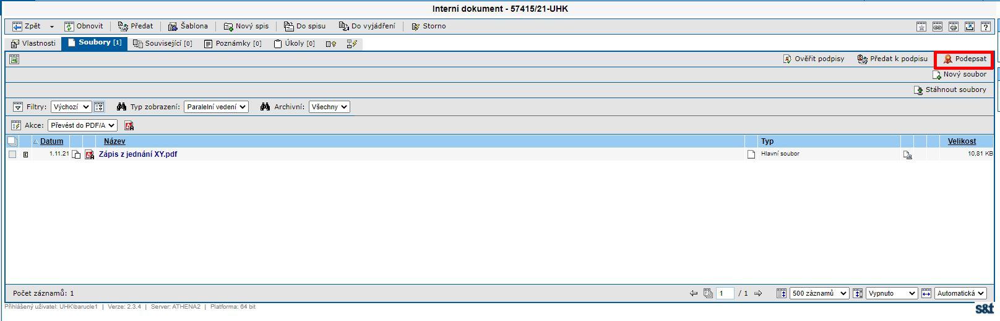 Interní dokument - 57415/21-UHK
Zpět Obnovit Předat Šablona Nový spis Do spisu Do vyjádření Storno ?
Vlastnosti Soubory [1] Související [0] Poznámky [0] Úkoly [0]
Ověřit podpisy Předat k podpisu Podepsat
Nový soubor
Stáhnout soubory
Filtry: Výchozí Typ zobrazení: Paralelní vedení Archivní: Všechny
Akce: Převést do PDF/A
Datum Název Typ Velikost
E 1.11.21 Zápis z jednání XY.pdf Hlavní soubor 10,81 KB
Počet záznamů: 1 1 / 1 500 záznamů Vypnuto Automatická
Přihlášený uživatel: UHK\barucle1 | Verze: 2.3.4 | Server: ATHENA2 | Platforma: 64 bit
s&t